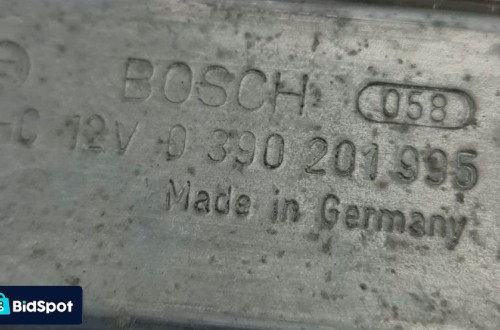 BOSCH 058
-C 12V 0 390 201 995
Made in Germany
BidSpot